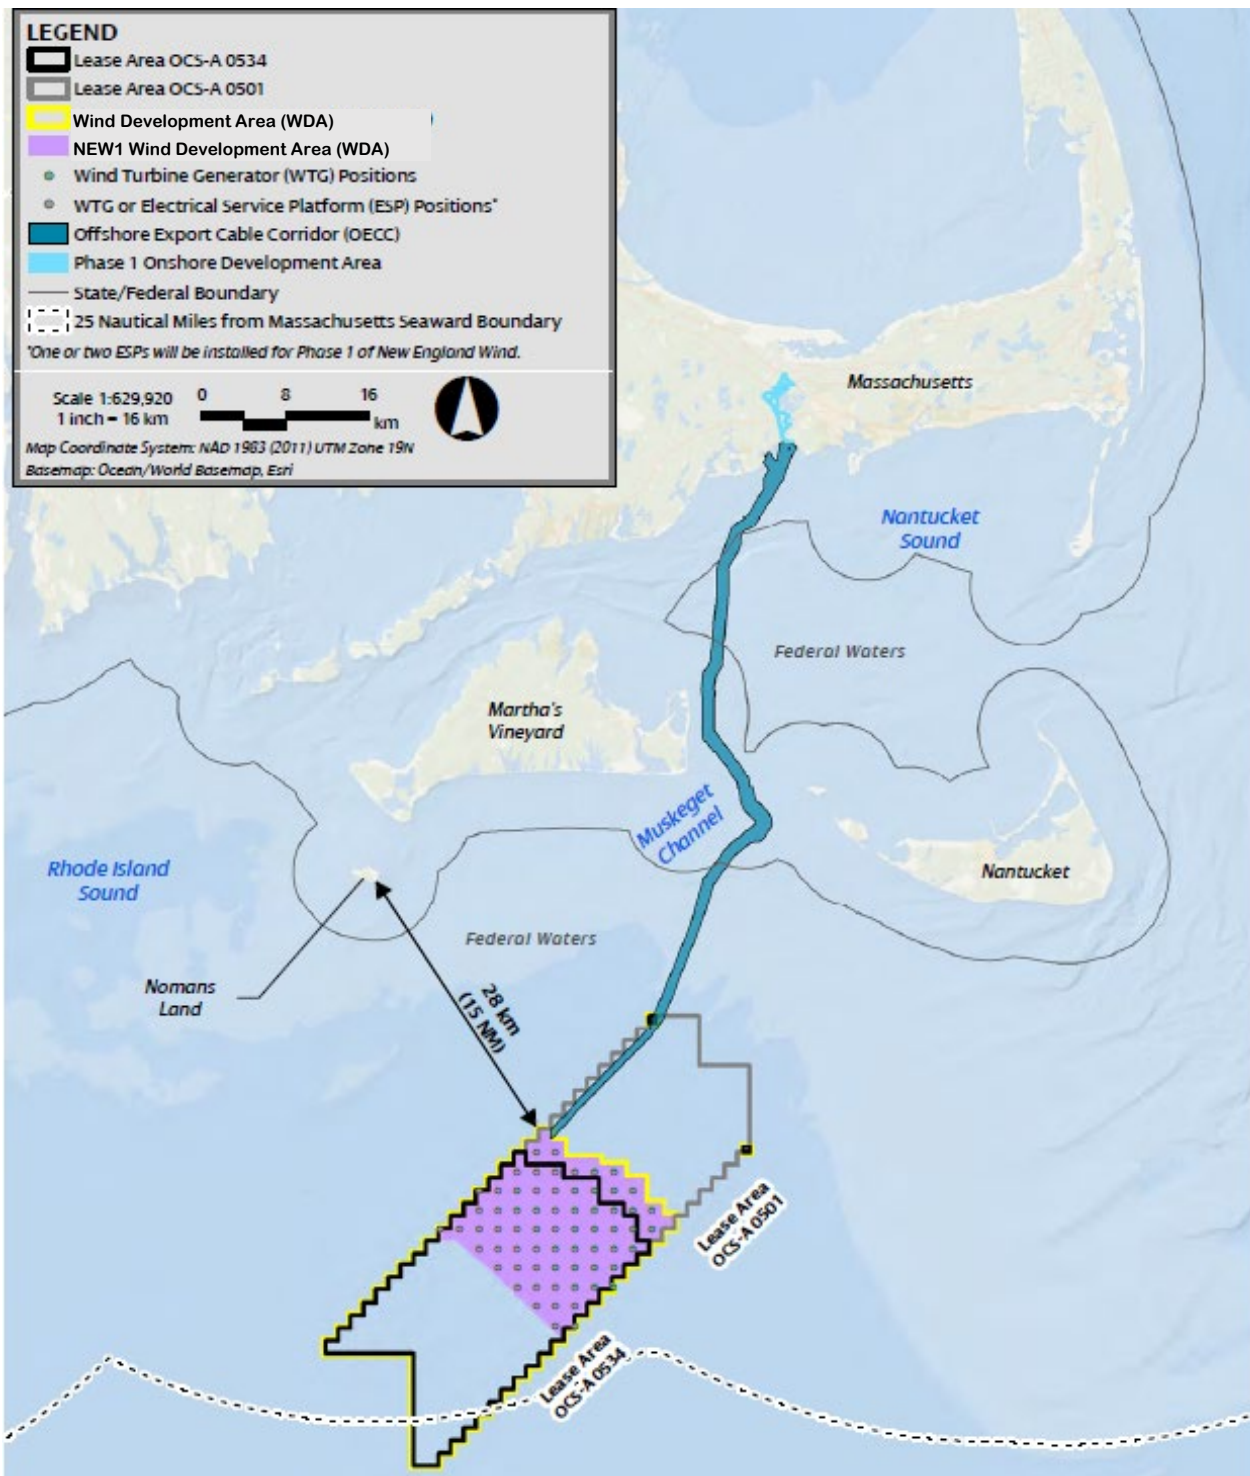 LEGEND
Lease Area OCS-A 0534
Lease Area OCS-A 0501
Wind Development Area (WDA)
NEW1 Wind Development Area (WDA)
Wind Turbine Generator (WTG) Positions
WTG or Electrical Service Platform (ESP) Positions*
Offshore Export Cable Corridor (OECC)
Phase 1 Onshore Development Area
State/Federal Boundary
25 Nautical Miles from Massachusetts Seaward Boundary
*One or two ESPs will be installed for Phase 1 of New England Wind.
Scale 1:629,920
1 inch = 16 km
0 8 16
km
Map Coordinate System: NAD 1983 (2011) UTM Zone 19N
Basemap: Ocean/World Basemap, Esri
Massachusetts
Nantucket
Sound
Federal Waters
Martha's
Vineyard
Muskeget
Channel
Rhode Island
Sound
Nantucket
Federal Waters
Nomans
Land
28 km
(15 NM)
Lease Area
OCS-A 0501
Lease Area
OCS-A 0534